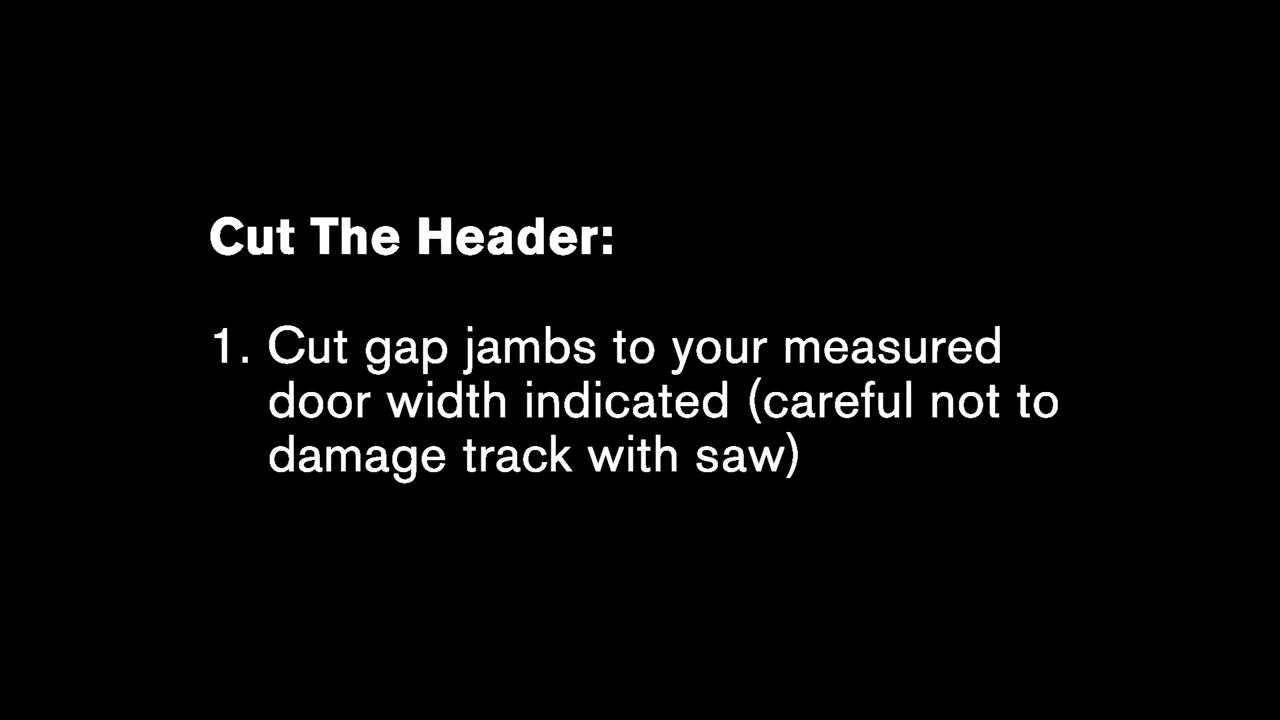 Cut The Header:
1. Cut gap jambs to your measured
door width indicated (careful not to
damage track with saw)